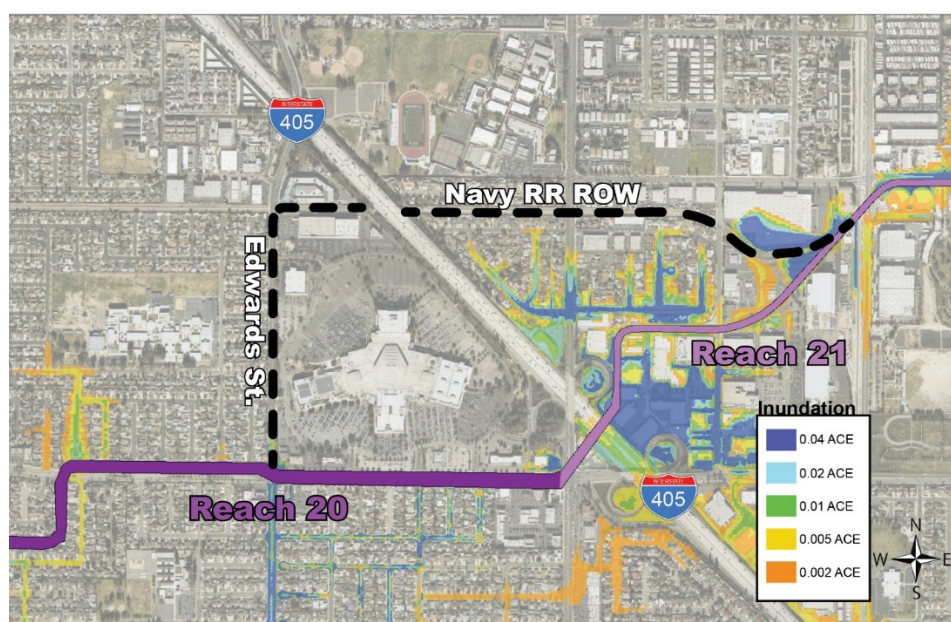 INTERSTATE
405
Navy RR ROW
Edwards St.
Reach 21
Reach 20
INTERSTATE
405
Inundation
0.04 ACE
0.02 ACE
0.01 ACE
0.005 ACE
0.002 ACE
N
W
E
S